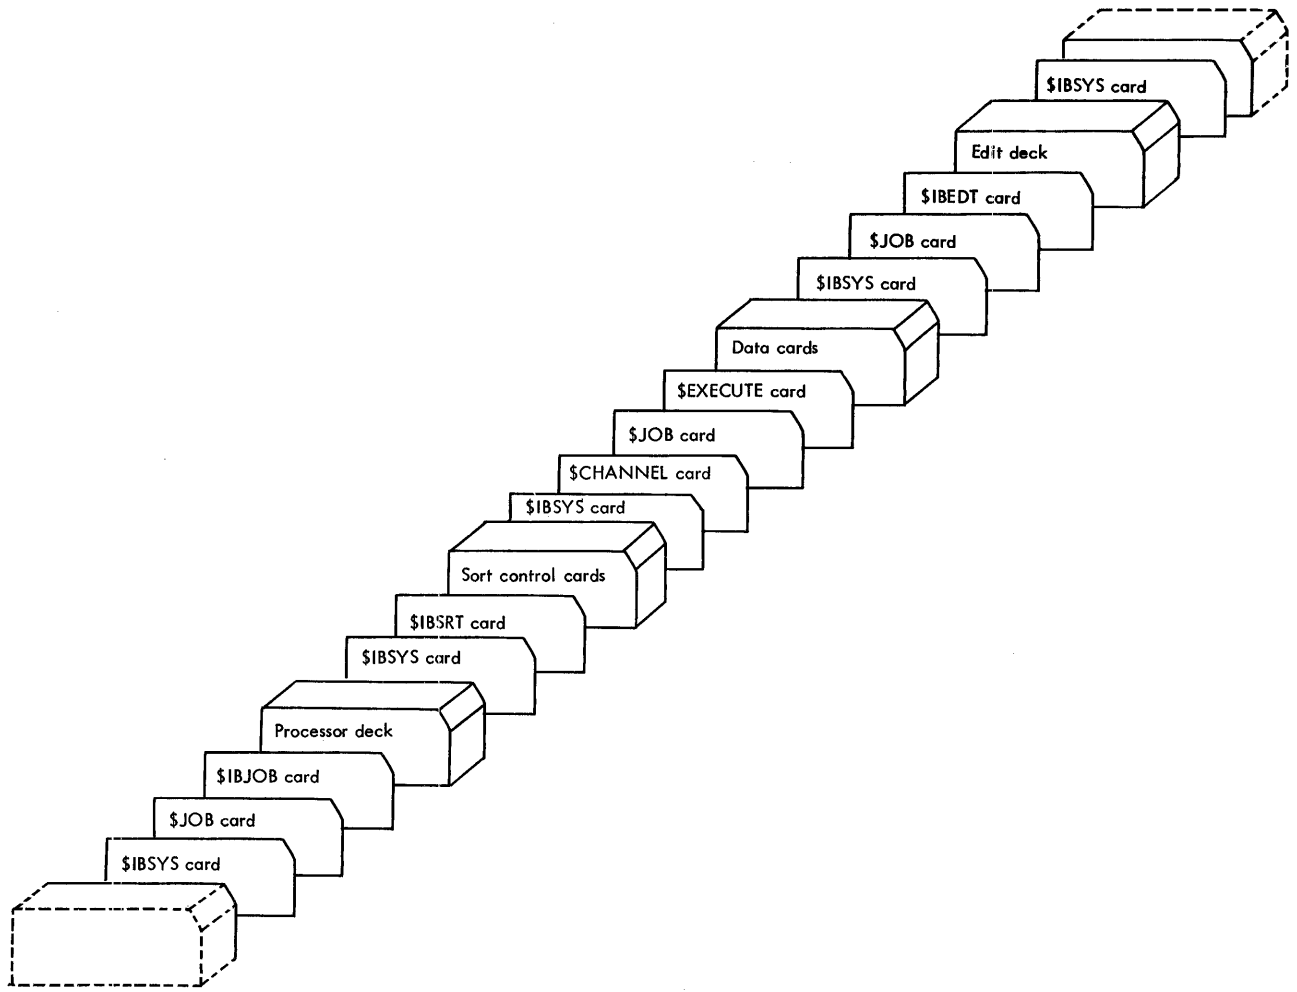 $IBSYS card
Edit deck
$IBEDT card
$JOB card
$IBSYS card
Data cards
$EXECUTE card
$JOB card
$CHANNEL card
$IBSYS card
Sort control cards
$IBSRT card
$IBSYS card
Processor deck
$IBJOB card
$JOB card
$IBSYS card